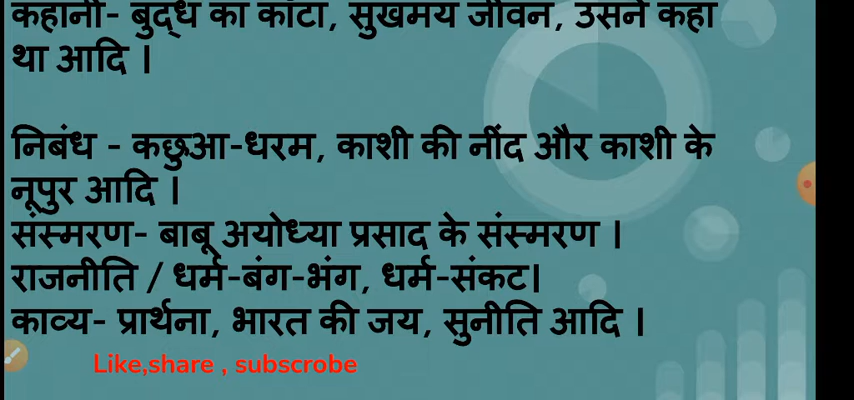 कहानी- बुद्ध का काँटा, सुखमय जीवन, उसने कहा
था आदि ।
निबंध - कछुआ-धरम, काशी की नींद और काशी के
नूपुर आदि ।
संस्मरण- बाबू अयोध्या प्रसाद के संस्मरण ।
राजनीति / धर्म-बंग-भंग, धर्म-संकट|
काव्य- प्रार्थना, भारत की जय, सुनीति आदि ।
Like,share , subscrobe